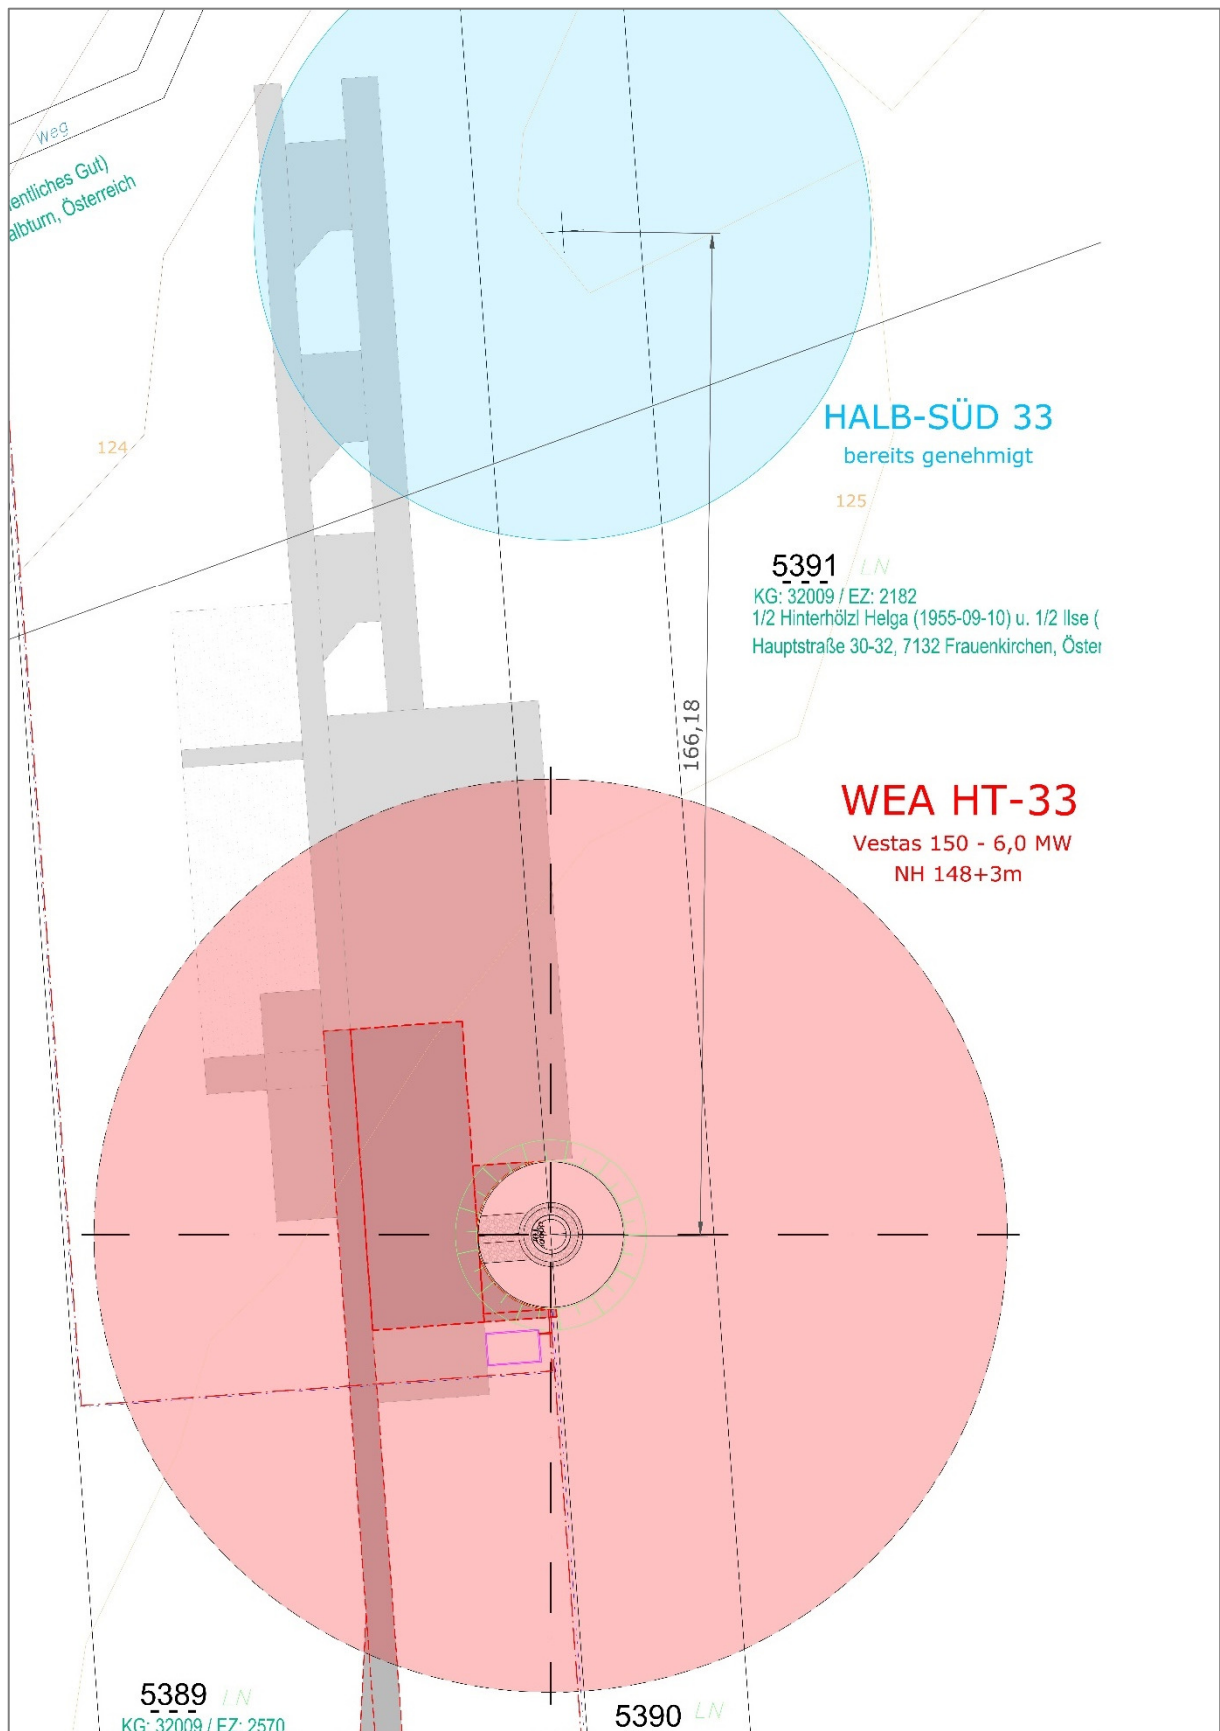 Weg
entliches Gut)
albturn, Österreich
HALB-SÜD 33
bereits genehmigt
124
125
5391 LN
KG: 32009 / EZ: 2182
1/2 Hinterhölzl Helga (1955-09-10) u. 1/2 Ilse (
Hauptstraße 30-32, 7132 Frauenkirchen, Öster
166,18
WEA HT-33
Vestas 150 - 6,0 MW
NH 148+3m
5389 LN
KG: 32009 / EZ: 2570
5390 LN